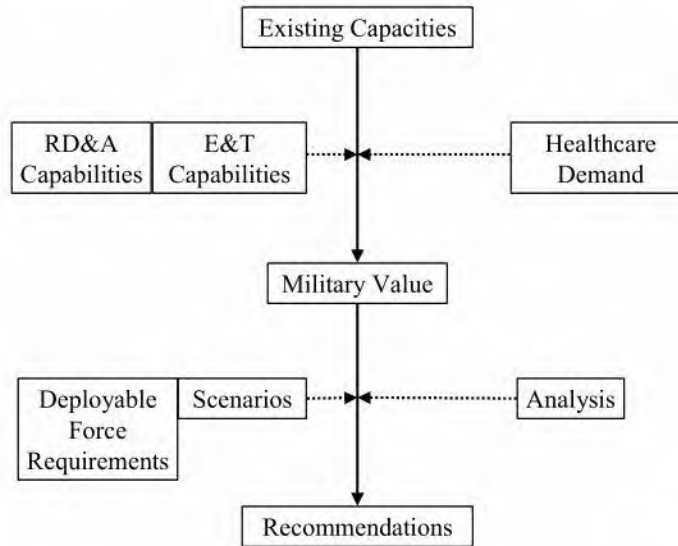 Existing Capacities
RD&A
Capabilities
E&T
Capabilities
Healthcare
Demand
Military Value
Deployable
Force
Requirements
Scenarios
Analysis
Recommendations